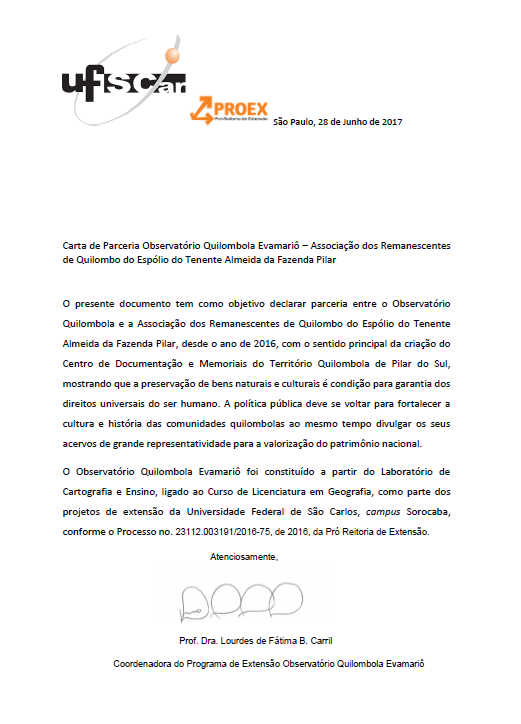 ufiscar
PROEX
Pró-Reitoria de Extensão
São Paulo, 28 de Junho de 2017
Carta de Parceria Observatório Quilombola Evamariô – Associação dos Remanescentes
de Quilombo do Espólio do Tenente Almeida da Fazenda Pilar
O presente documento tem como objetivo declarar parceria entre o Observatório
Quilombola e a Associação dos Remanescentes de Quilombo do Espólio do Tenente
Almeida da Fazenda Pilar, desde o ano de 2016, com o sentido principal da criação do
Centro de Documentação e Memoriais do Território Quilombola de Pilar do Sul,
mostrando que a preservação de bens naturais e culturais é condição para garantia dos
direitos universais do ser humano. A política pública deve se voltar para fortalecer a
cultura e história das comunidades quilombolas ao mesmo tempo divulgar os seus
acervos de grande representatividade para a valorização do patrimônio nacional.
O Observatório Quilombola Evamariô foi constituído a partir do Laboratório de
Cartografia e Ensino, ligado ao Curso de Licenciatura em Geografia, como parte dos
projetos de extensão da Universidade Federal de São Carlos, campus Sorocaba,
conforme o Processo no. 23112.003191/2016-75, de 2016, da Pró Reitoria de Extensão.
Atenciosamente,
Prof. Dra. Lourdes de Fátima B. Carril
Coordenadora do Programa de Extensão Observatório Quilombola Evamariô